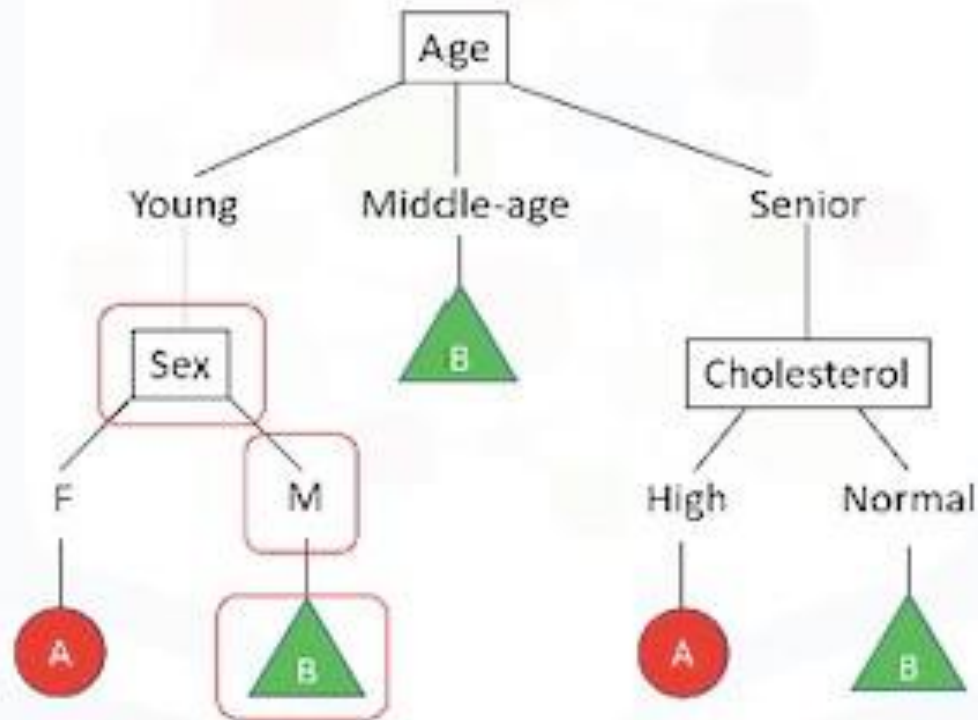 Age
Young Middle-age Senior
B
Sex Cholesterol
F M High Normal
A B A B